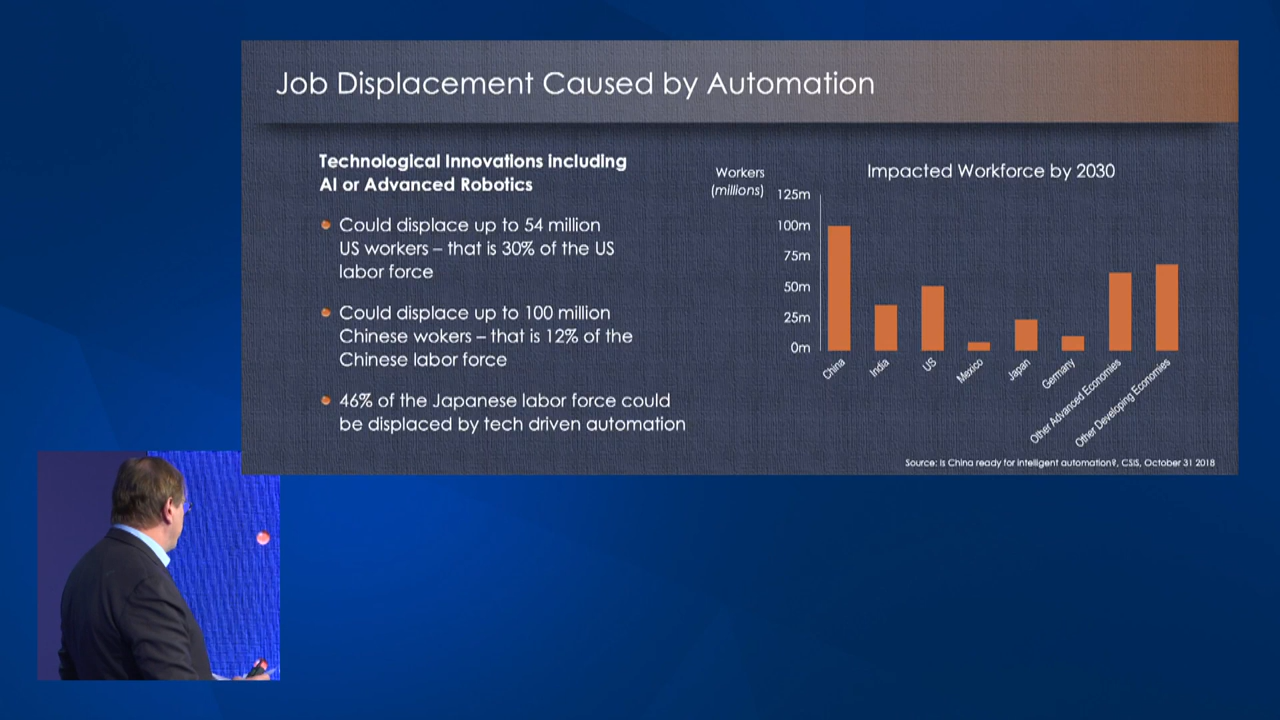 Job Displacement Caused by Automation
Technological Innovations including
AI or Advanced Robotics
Could displace up to 54 million
US workers – that is 30% of the US
labor force
Could displace up to 100 million
Chinese wokers – that is 12% of the
Chinese labor force
46% of the Japanese labor force could
be displaced by tech driven automation
Impacted Workforce by 2030
Workers
(millions)
125m
100m
75m
50m
25m
0m
China
India
US
Mexico
Japan
Germany
Other Advanced Economies
Other Developing Economies
Source: Is China ready for intelligent automation?, CSIS, October 31 2018